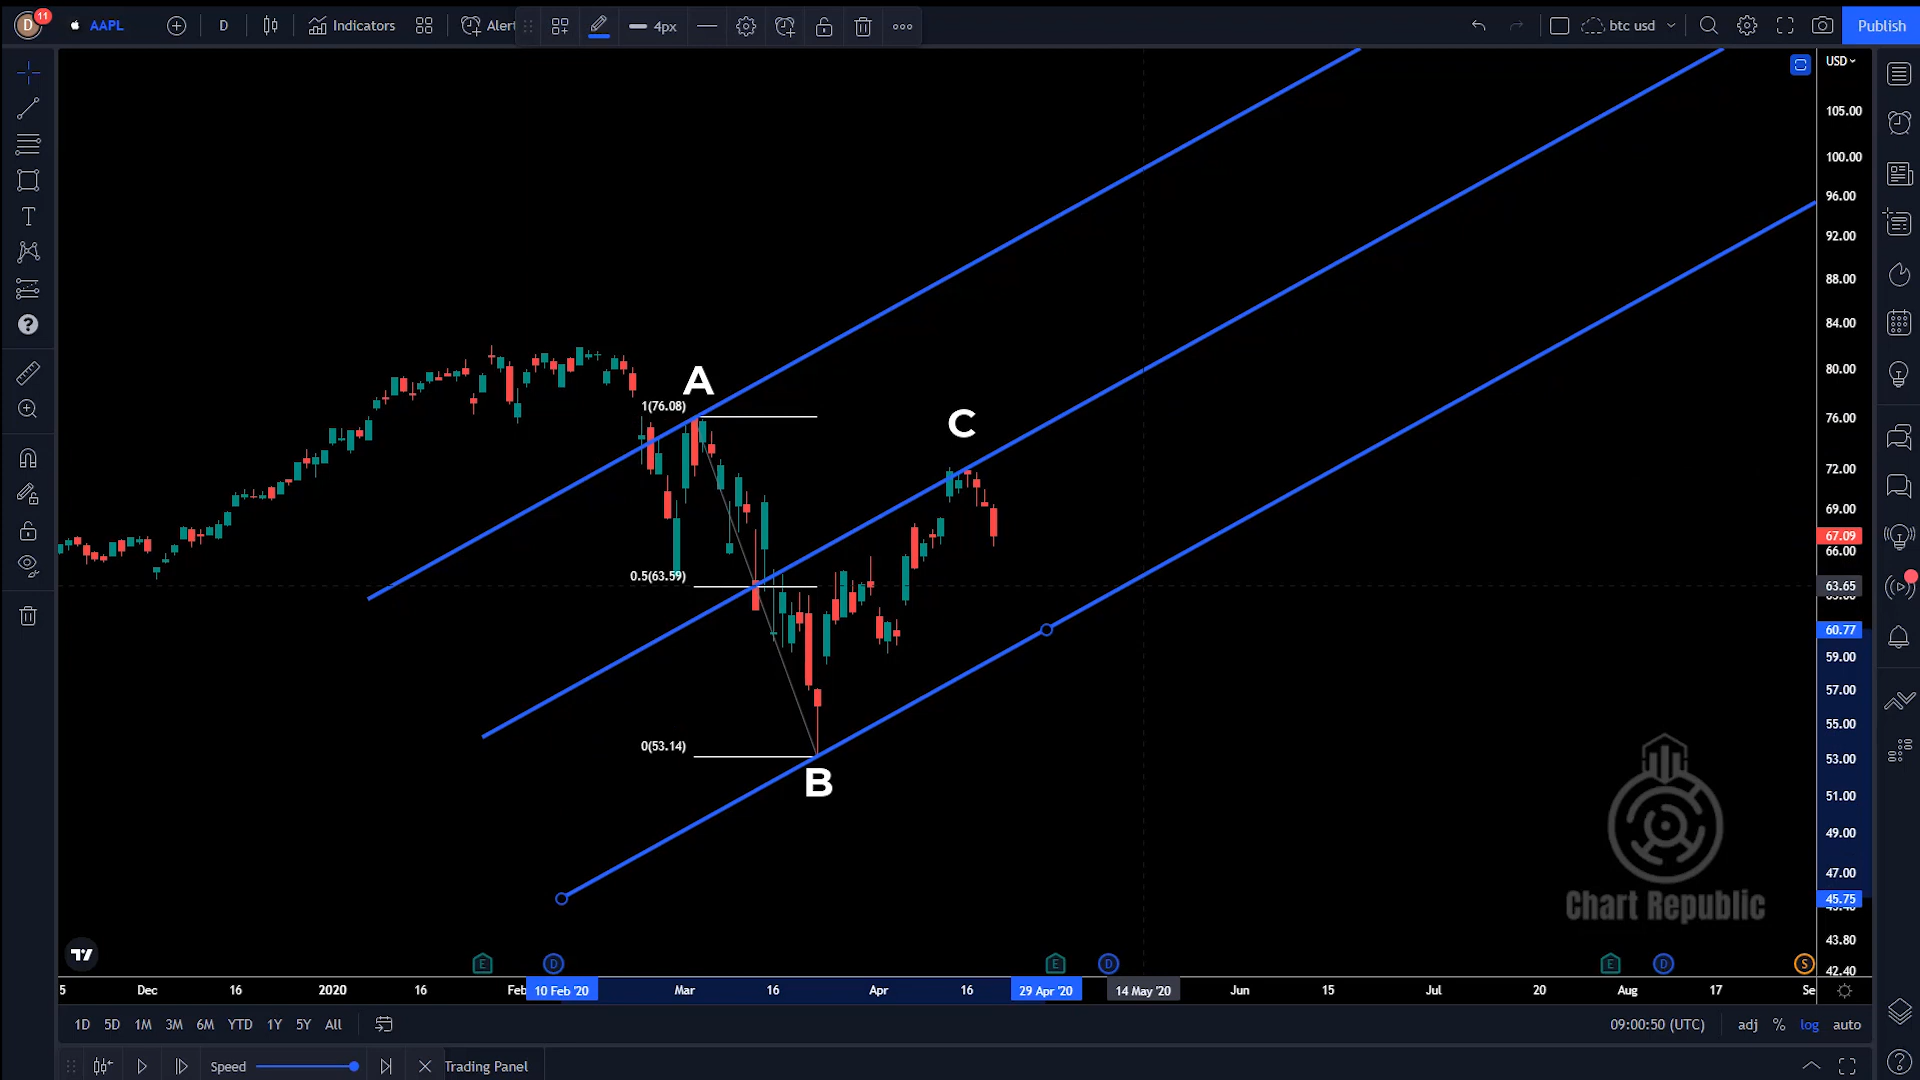 D 11 AAPL D Indicators Alert 4px btc usd Publish
USD
105.00
100.00
96.00
92.00
88.00
84.00
80.00
76.00
72.00
69.00
67.09
66.00
63.65
60.77
59.00
57.00
55.00
53.00
51.00
49.00
47.00
45.75
43.80
42.40
A
1(76.08)
C
0.5(63.59)
0(53.14)
B
Chart Republic
E D E D E D S
5 Dec 16 2020 16 Feb 10 Feb '20 Mar 16 Apr 16 29 Apr '20 14 May '20 Jun 15 Jul 20 Aug 17 Se
1D 5D 1M 3M 6M YTD 1Y 5Y All 09:00:50 (UTC) adj % log auto
Speed Trading Panel